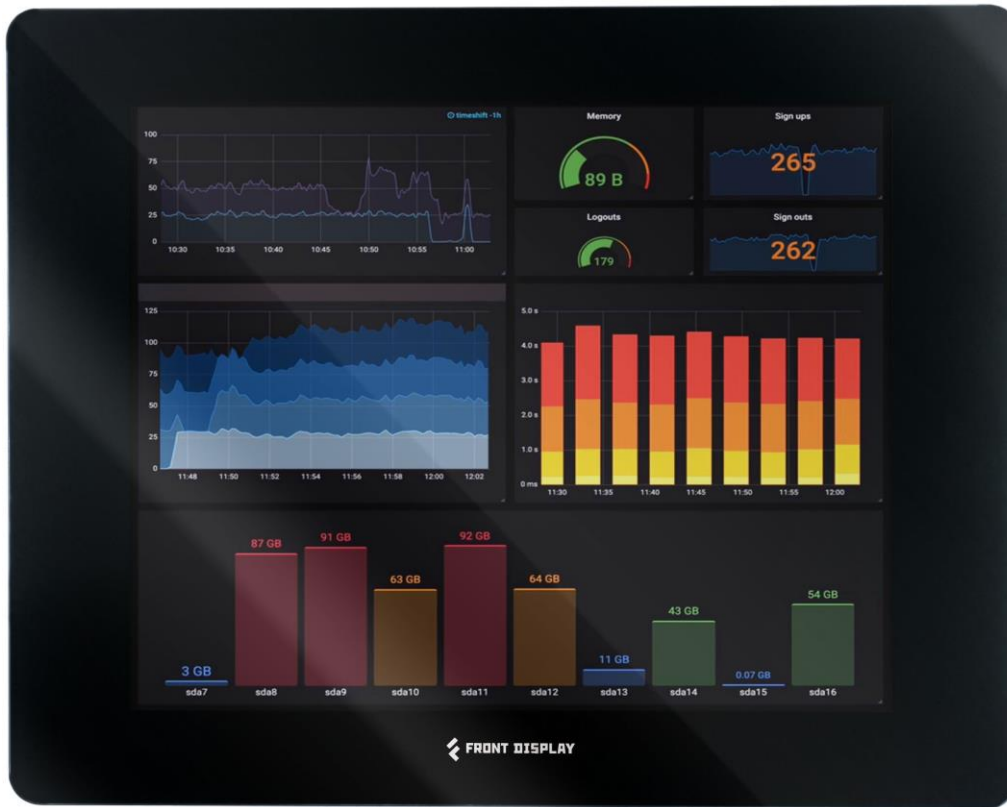 timeshift -1h
100
75
50
25
0
10:30 10:35 10:40 10:45 10:50 10:55 11:00
Memory
89 B
Sign ups
265
Logouts
179
Sign outs
262
125
100
75
50
25
0
11:48 11:50 11:52 11:54 11:56 11:58 12:00 12:02
5.0 s
4.0 s
3.0 s
2.0 s
1.0 s
0 ms
11:30 11:35 11:40 11:45 11:50 11:55 12:00
3 GB
87 GB
91 GB
63 GB
92 GB
64 GB
11 GB
43 GB
0.07 GB
54 GB
sda7 sda8 sda9 sda10 sda11 sda12 sda13 sda14 sda15 sda16
FRONT DISPLAY